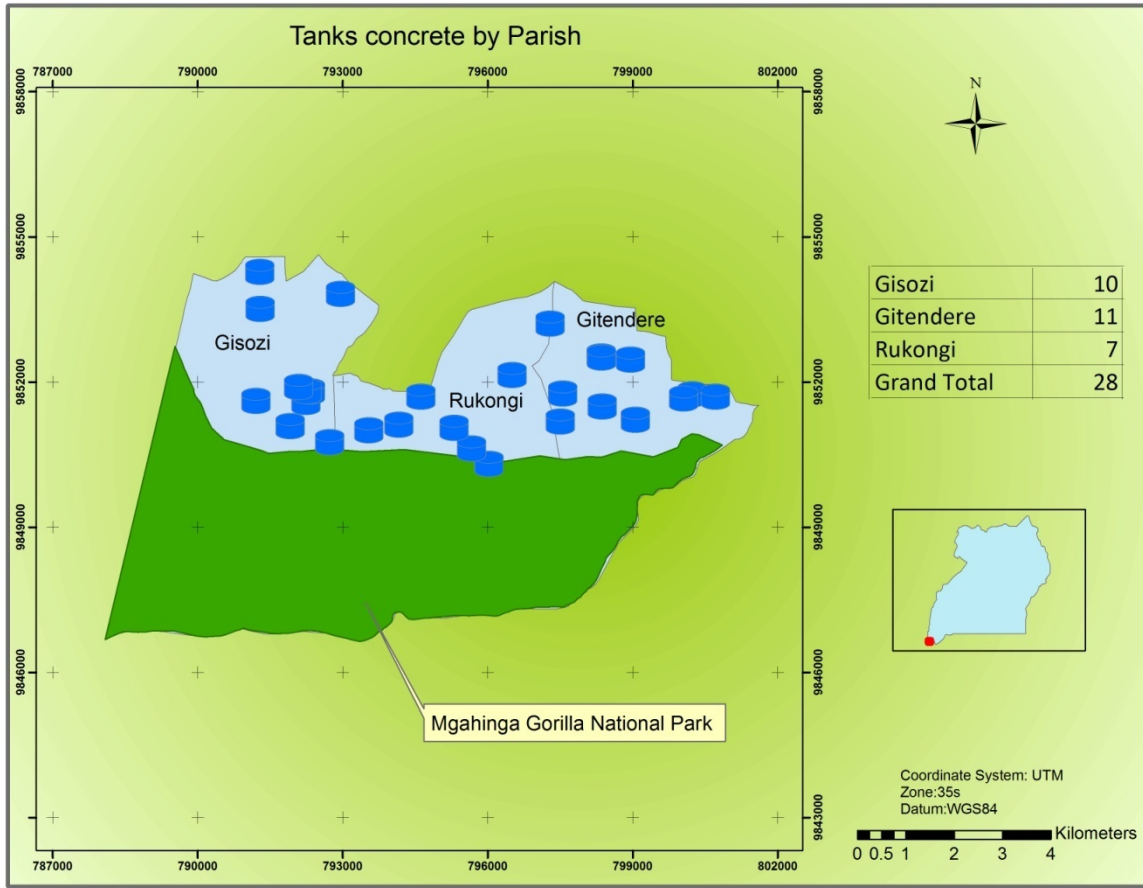 Tanks concrete by Parish
787000 790000 793000 796000 799000 802000
N
9858000 9858000
9855000 9855000
9852000 9852000
9849000 9849000
9846000 9846000
9843000 9843000
Gisozi
Rukongi
Gitendere
Mgahinga Gorilla National Park
Gisozi 10
Gitendere 11
Rukongi 7
Grand Total 28
Coordinate System: UTM
Zone:35s
Datum:WGS84
Kilometers
0 0.5 1 2 3 4
787000 790000 793000 796000 799000 802000